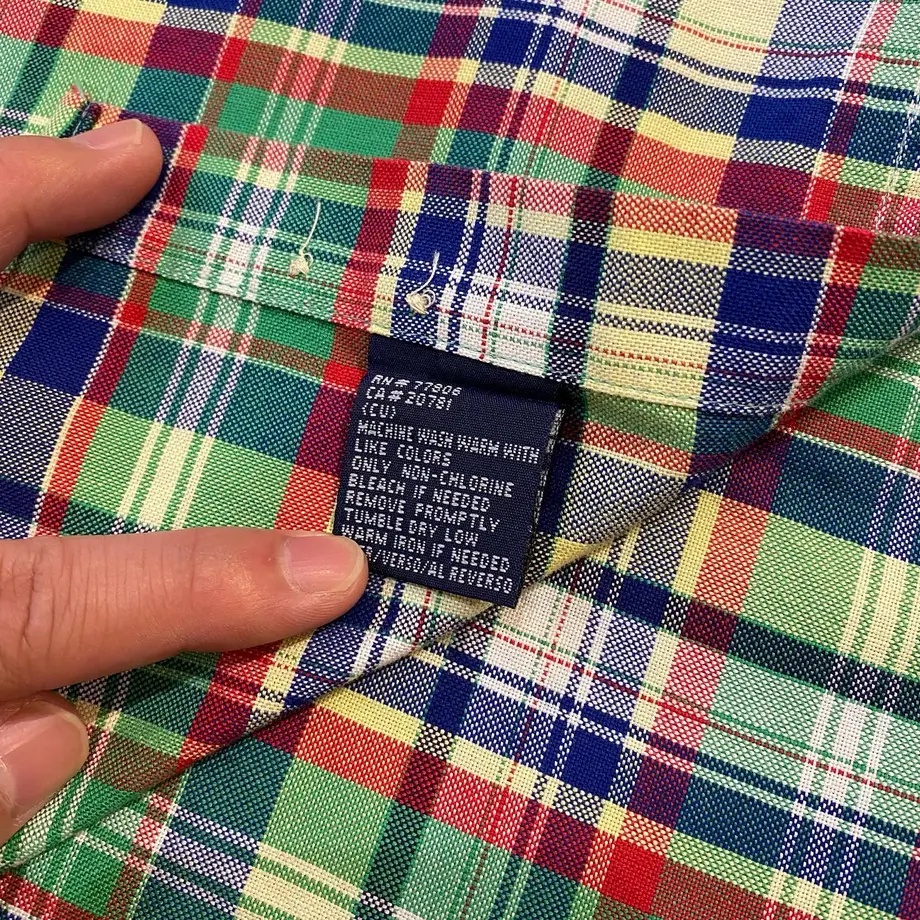 RN# 77806
CA# 20781
(CU)
MACHINE WASH WARM WITH
LIKE COLORS
ONLY NON-CHLORINE
BLEACH IF NEEDED
REMOVE PROMPTLY
TUMBLE DRY LOW
WARM IRON IF NEEDED
/VERSO/AL REVERSO